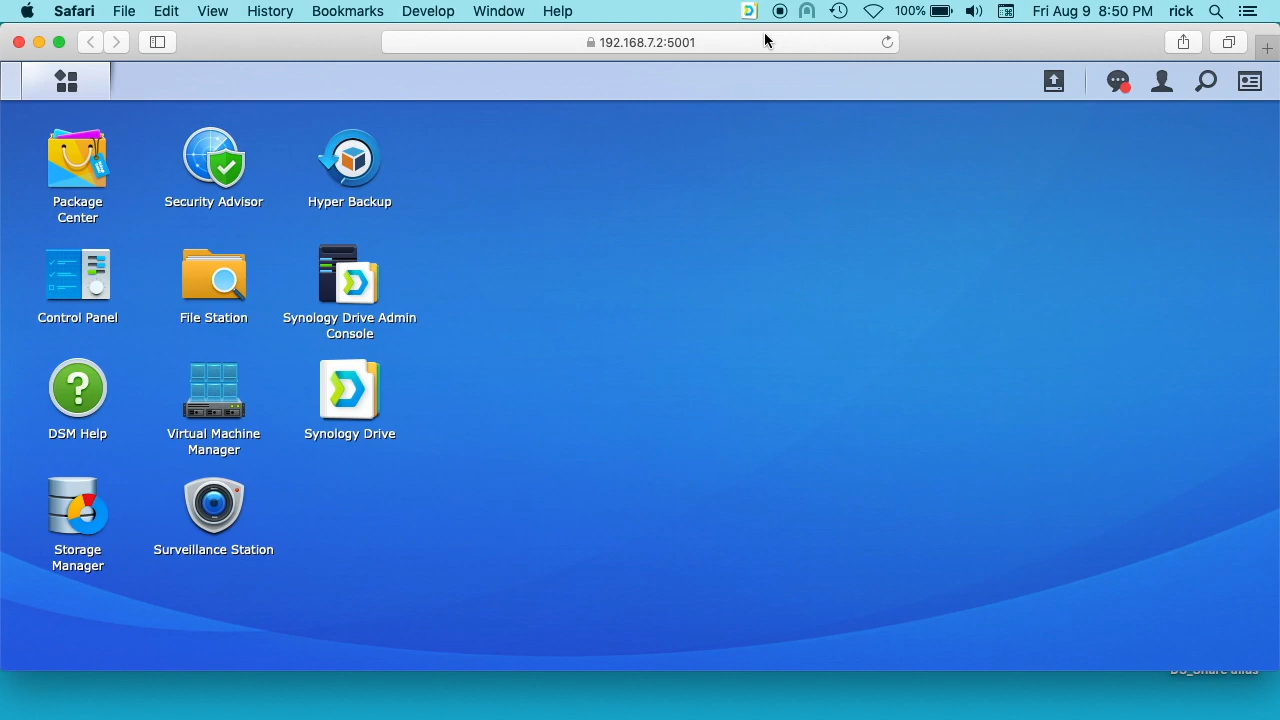 Safari File Edit View History Bookmarks Develop Window Help 100% Fri Aug 9 8:50 PM rick
192.168.7.2:5001
Package
Center
Security Advisor
Hyper Backup
Control Panel
File Station
Synology Drive Admin
Console
DSM Help
Virtual Machine
Manager
Synology Drive
Storage
Manager
Surveillance Station
DS_Share alias